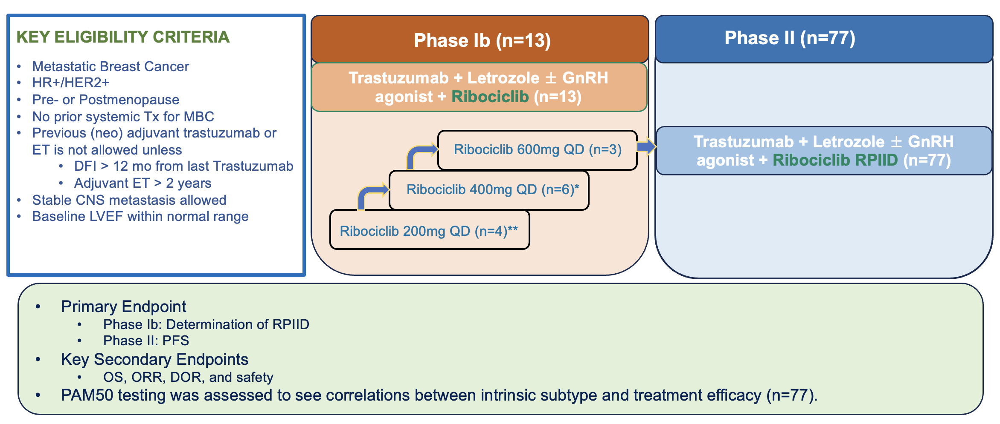 KEY ELIGIBILITY CRITERIA
• Metastatic Breast Cancer
• HR+/HER2+
• Pre- or Postmenopause
• No prior systemic Tx for MBC
• Previous (neo) adjuvant trastuzumab or
ET is not allowed unless
• DFI > 12 mo from last Trastuzumab
• Adjuvant ET > 2 years
• Stable CNS metastasis allowed
• Baseline LVEF within normal range
Phase Ib (n=13)
Trastuzumab + Letrozole ± GnRH
agonist + Ribociclib (n=13)
Ribociclib 600mg QD (n=3)
Ribociclib 400mg QD (n=6)*
Ribociclib 200mg QD (n=4)**
Phase II (n=77)
Trastuzumab + Letrozole ± GnRH
agonist + Ribociclib RPIID (n=77)
• Primary Endpoint
• Phase Ib: Determination of RPIID
• Phase II: PFS
• Key Secondary Endpoints
• OS, ORR, DOR, and safety
• PAM50 testing was assessed to see correlations between intrinsic subtype and treatment efficacy (n=77).